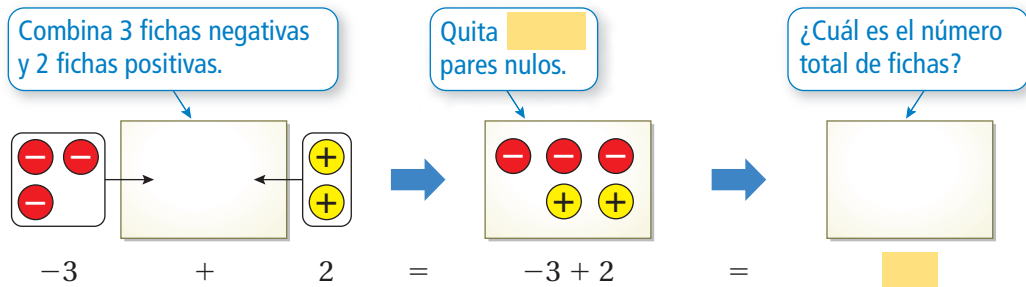 Combina 3 fichas negativas
y 2 fichas positivas.
Quita
pares nulos.
¿Cuál es el número
total de fichas?
− −
−
+
+
− − −
+ +
−3 + 2 = −3 + 2 =